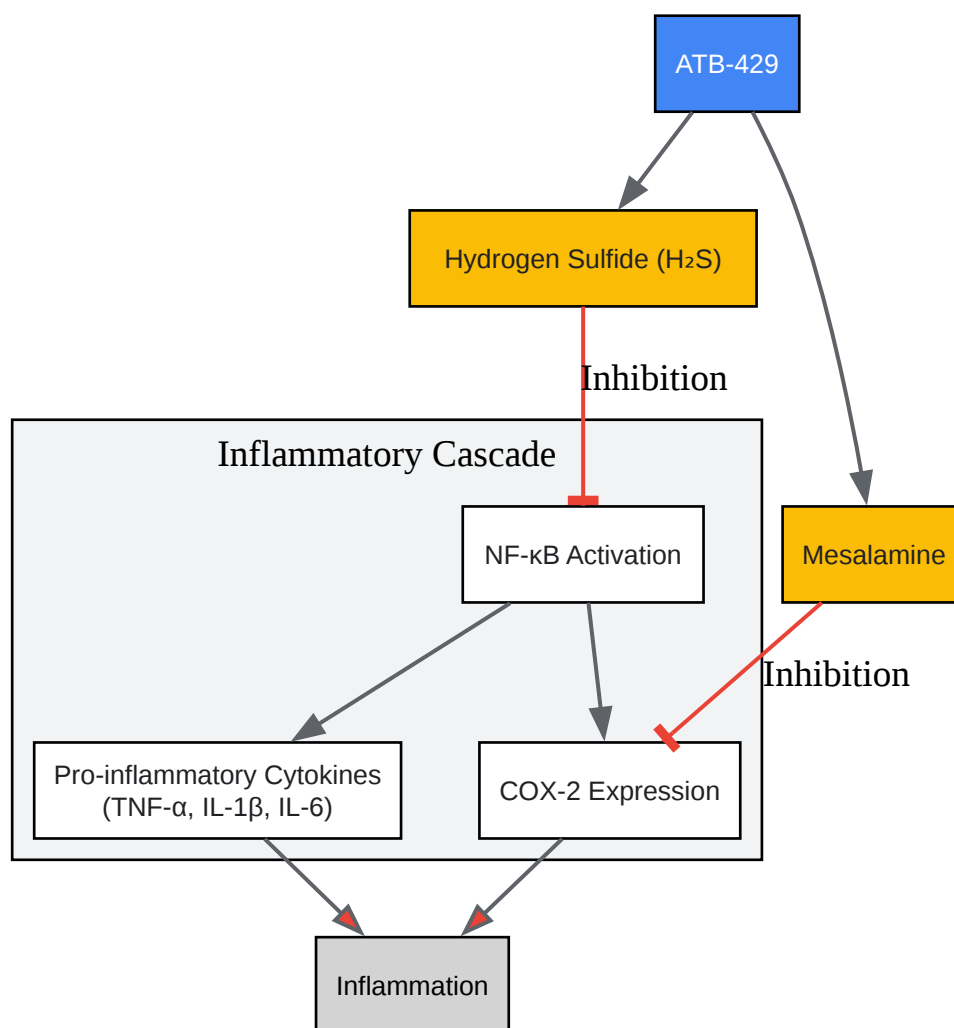 ATB-429
Hydrogen Sulfide (H₂S)
Inhibition
Inflammatory Cascade
NF-κB Activation
Mesalamine
Inhibition
Pro-inflammatory Cytokines
(TNF-α, IL-1β, IL-6)
COX-2 Expression
Inflammation